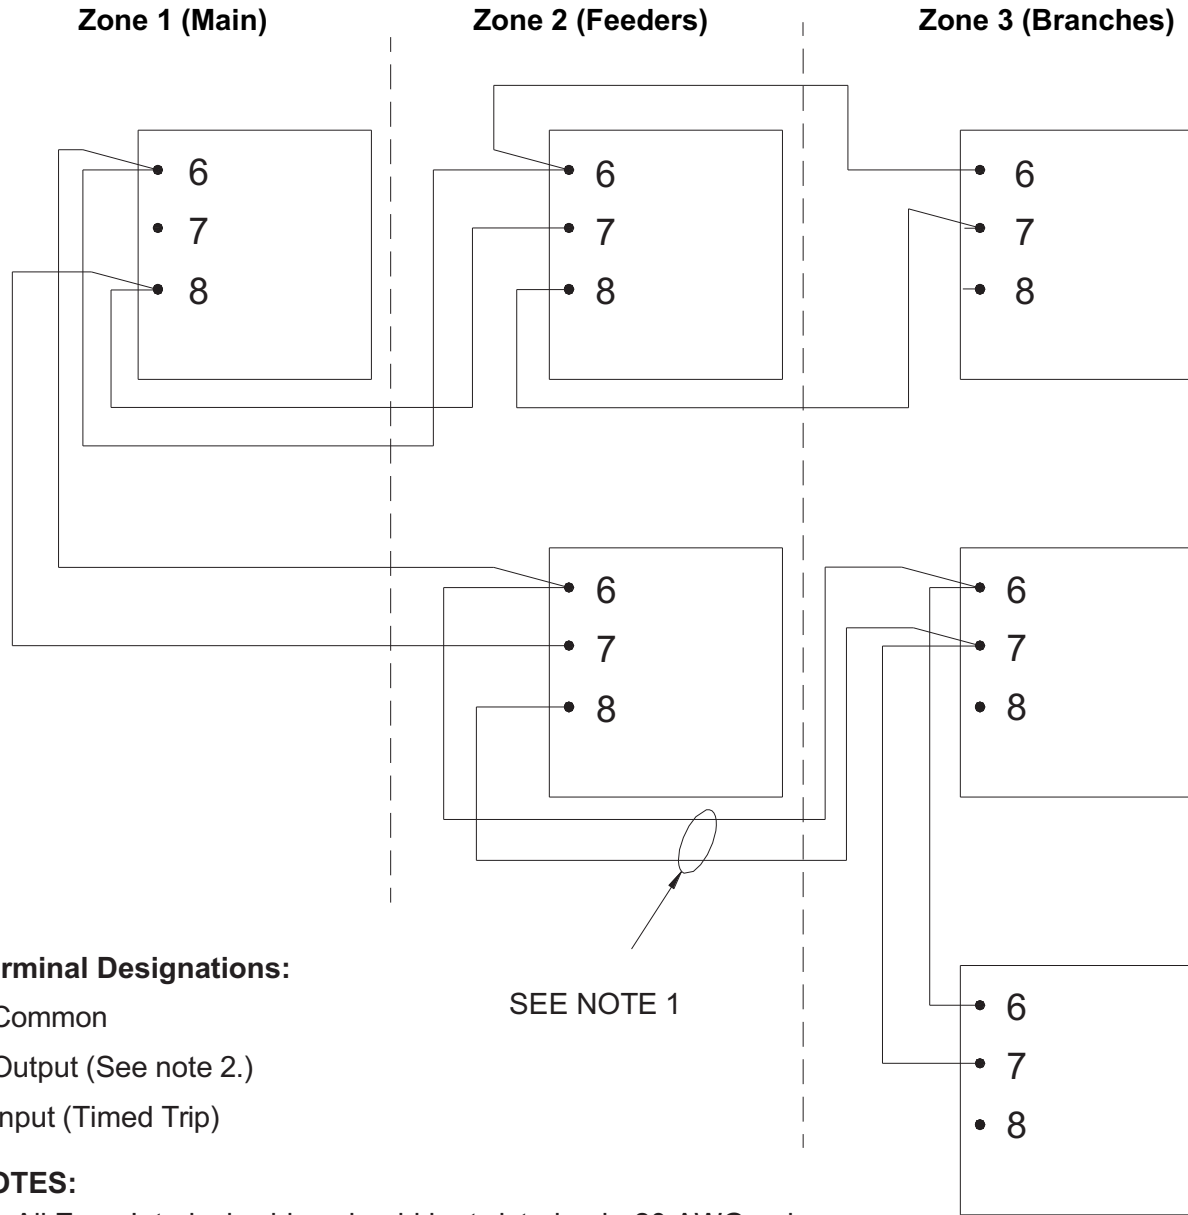 Zone 1 (Main)
Zone 2 (Feeders)
Zone 3 (Branches)
6
7
8
6
7
8
6
7
8
6
7
8
6
7
8
6
7
8
SEE NOTE 1
rminal Designations:
Common
Output (See note 2.)
nput (Timed Trip)
OTES: